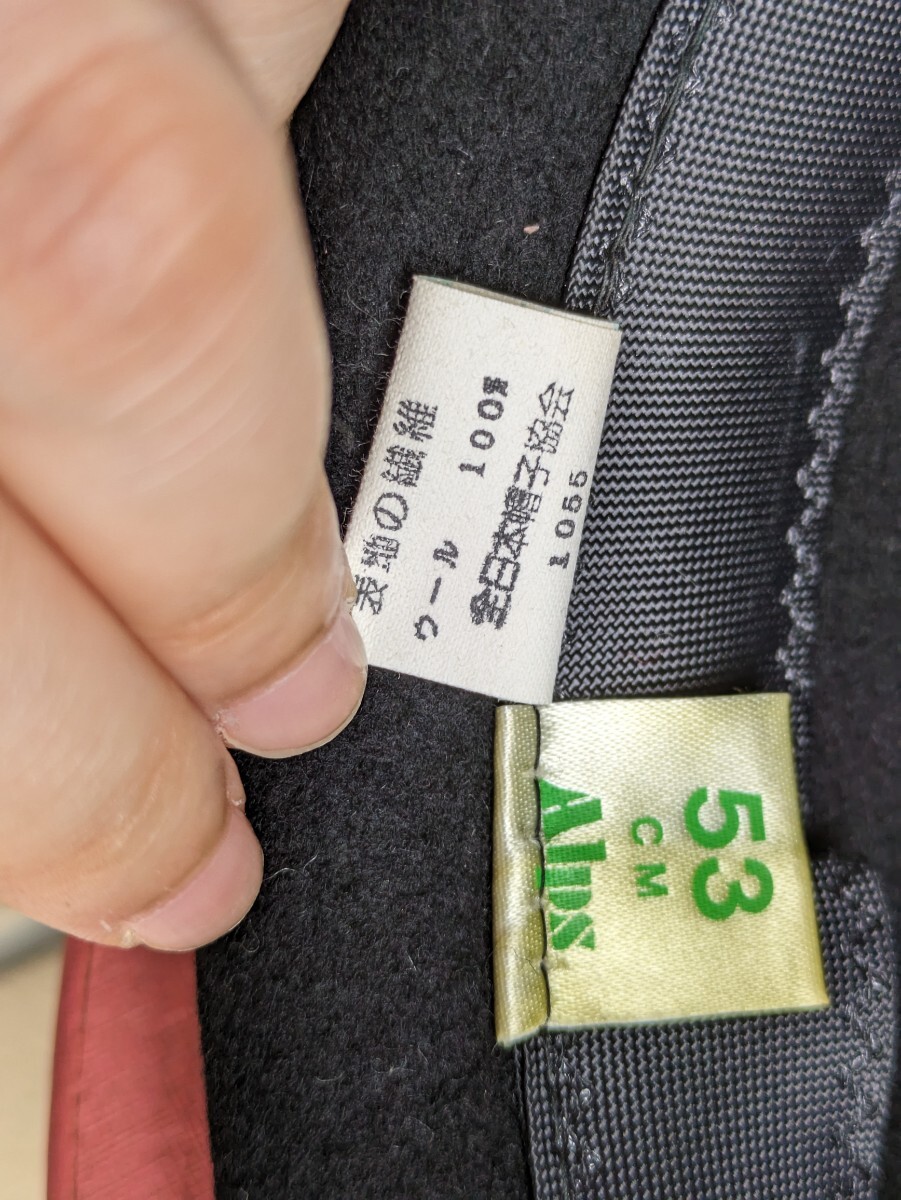 表地の繊維
ウール 100%
全日本帽子協会
1055
53
CM
Alps